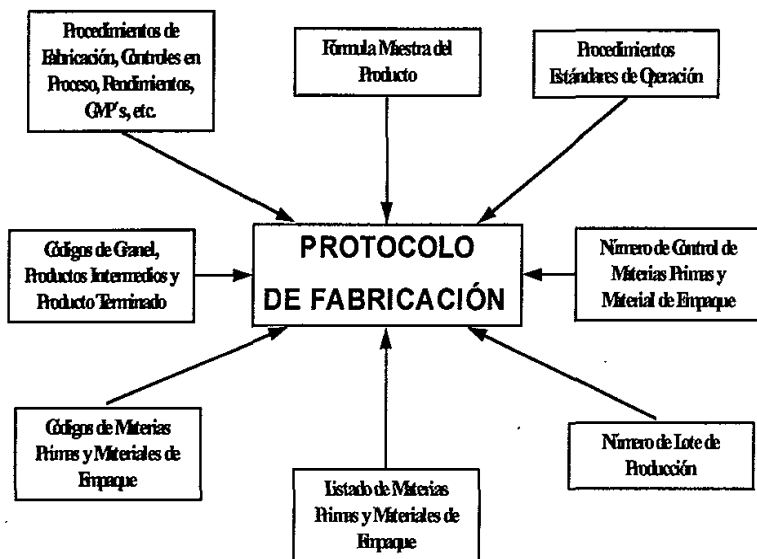 Procedimientos de
Fabricación, Controles en
Proceso, Rendimientos,
GMP's, etc.
Fórmula Maestra del
Producto
Procedimientos
Estándares de Operación
Códigos de Granel,
Productos Intermedios y
Producto Terminado
PROTOCOLO
DE FABRICACIÓN
Número de Control de
Materias Primas y
Material de Empaque
Códigos de Materias
Primas y Materiales de
Empaque
Listado de Materias
Primas y Materiales de
Empaque
Número de Lote de
Producción